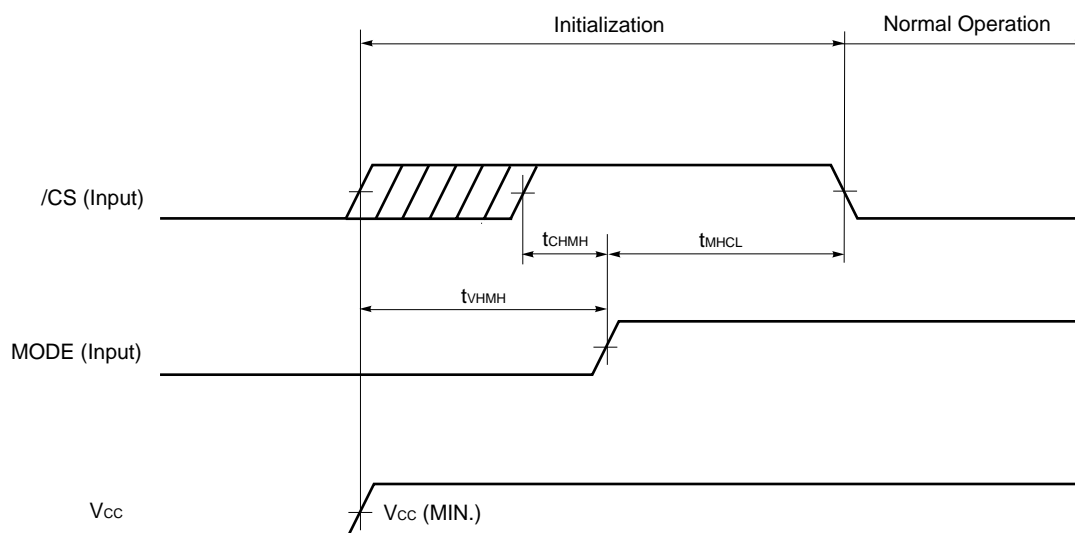 Initialization
Normal Operation
/CS (Input)
tCHMH
tMHCL
tVHMH
MODE (Input)
VCC
VCC (MIN.)